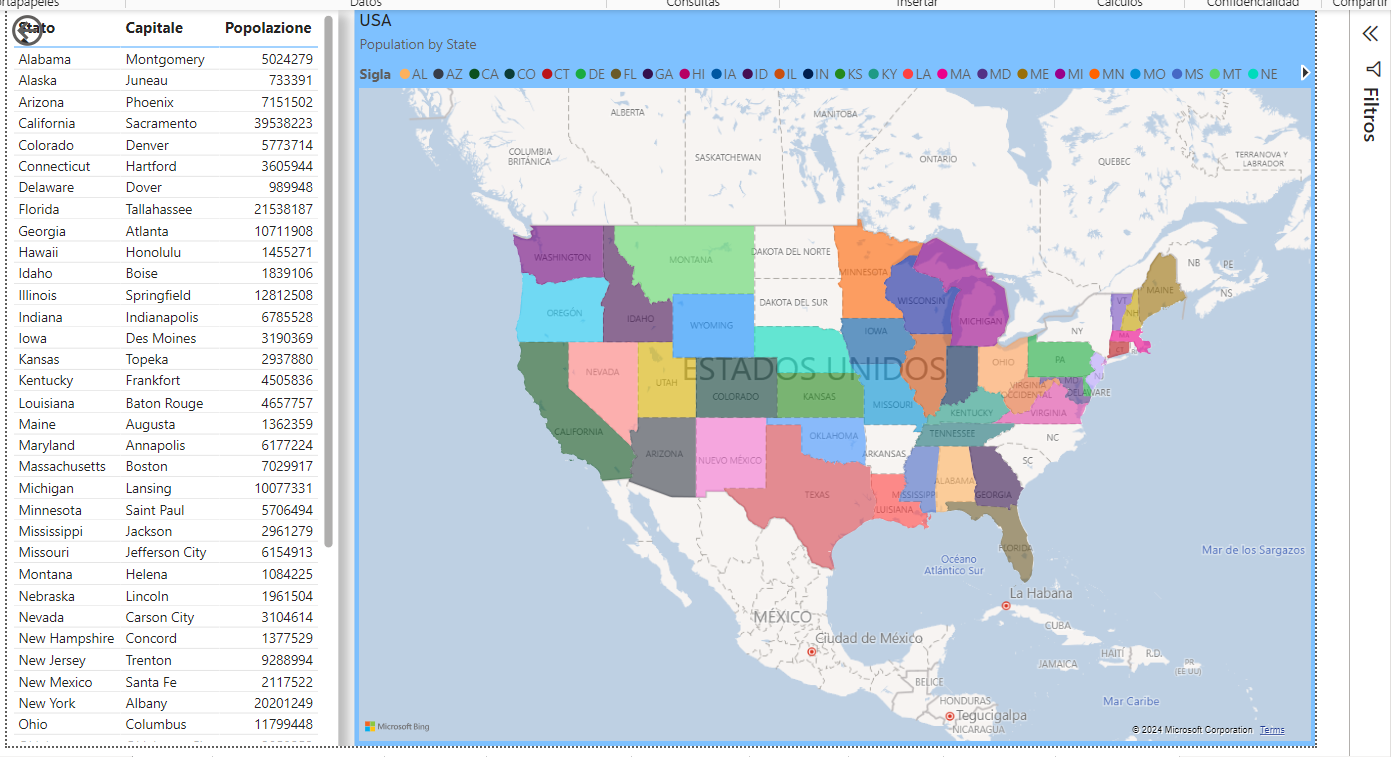 ortapapeles Datos Consultas Insertar Cálculos Confidencialidad Compartir
Stato Capitale Popolazione
Alabama Montgomery 5024279
Alaska Juneau 733391
Arizona Phoenix 7151502
California Sacramento 39538223
Colorado Denver 5773714
Connecticut Hartford 3605944
Delaware Dover 989948
Florida Tallahassee 21538187
Georgia Atlanta 10711908
Hawaii Honolulu 1455271
Idaho Boise 1839106
Illinois Springfield 12812508
Indiana Indianapolis 6785528
Iowa Des Moines 3190369
Kansas Topeka 2937880
Kentucky Frankfort 4505836
Louisiana Baton Rouge 4657757
Maine Augusta 1362359
Maryland Annapolis 6177224
Massachusetts Boston 7029917
Michigan Lansing 10077331
Minnesota Saint Paul 5706494
Mississippi Jackson 2961279
Missouri Jefferson City 6154913
Montana Helena 1084225
Nebraska Lincoln 1961504
Nevada Carson City 3104614
New Hampshire Concord 1377529
New Jersey Trenton 9288994
New Mexico Santa Fe 2117522
New York Albany 20201249
Ohio Columbus 11799448
USA
Population by State
Sigla AL AZ CA CO CT DE FL GA HI IA ID IL IN KS KY LA MA MD ME MI MN MO MS MT NE
ALBERTA
MANITOBA
COLUMBIA
BRITÁNICA
SASKATCHEWAN
ONTARIO
QUEBEC
TERRANOVA Y
LABRADOR
WASHINGTON
MONTANA
DAKOTA DEL NORTE
MINNESOTA
NB
PE
NS
MAINE
OREGÓN
IDAHO
WYOMING
DAKOTA DEL SUR
WISCONSIN
MICHIGAN
VT
NH
NY
MA
CT
IOWA
NEVADA
UTAH
ESTADOS UNIDOS
COLORADO
KANSAS
MISSOURI
OHIO
PA
NJ
MD
DELAWARE
VIRGINIA
OCCIDENTAL
VIRGINIA
KENTUCKY
CALIFORNIA
ARIZONA
NUEVO MÉXICO
OKLAHOMA
ARKANSAS
TENNESSEE
NC
SC
TEXAS
MISSISSIPPI
ALABAMA
GEORGIA
LUISIANA
FLORIDA
Océano
Atlántico Sur
Mar de los Sargazos
La Habana
CUBA
MÉXICO
Ciudad de México
JAMAICA
HAITÍ
R.D.
PR
(EE UU)
BELICE
HONDURAS
Tegucigalpa
NICARAGUA
Mar Caribe
Microsoft Bing
© 2024 Microsoft Corporation Terms
Filtros